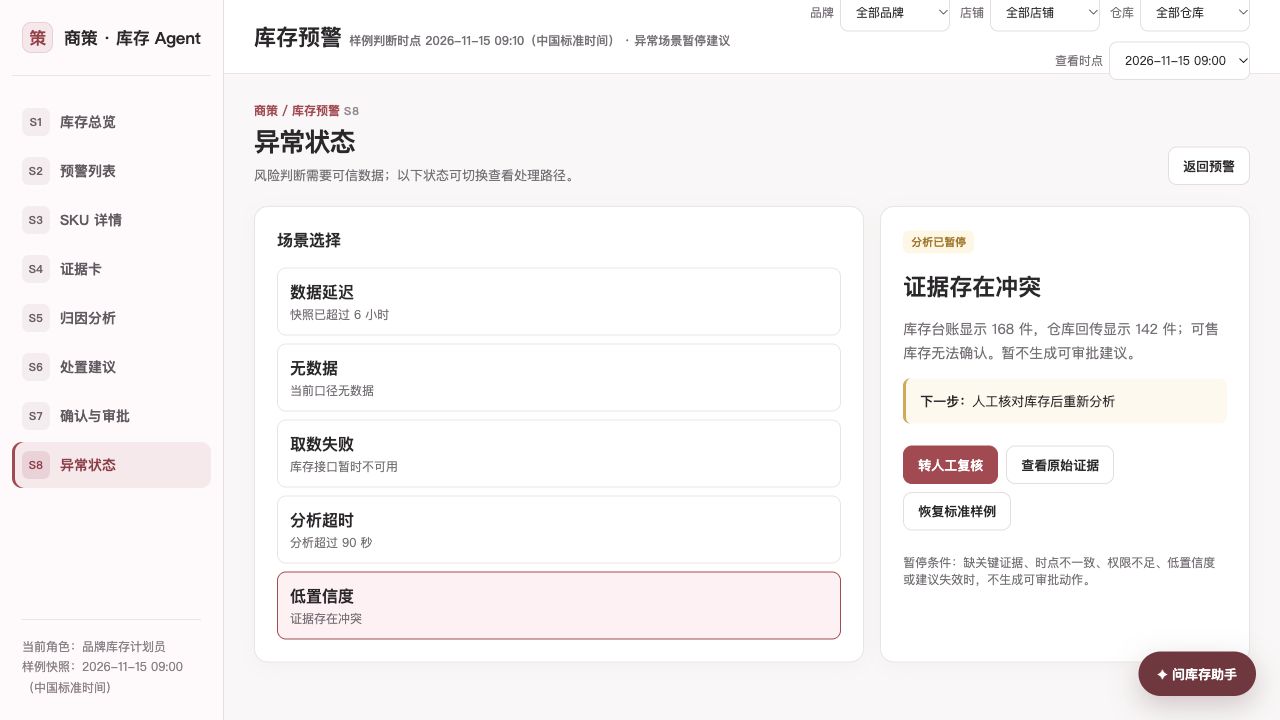 策 商策 · 库存 Agent
S1 库存总览
S2 预警列表
S3 SKU 详情
S4 证据卡
S5 归因分析
S6 处置建议
S7 确认与审批
S8 异常状态
当前角色：品牌库存计划员
样例快照：2026-11-15 09:00
（中国标准时间）
库存预警 样例判断时点 2026-11-15 09:10（中国标准时间） · 异常场景暂停建议
品牌 全部品牌 店铺 全部店铺 仓库 全部仓库
查看时点 2026-11-15 09:00
商策 / 库存预警 S8
异常状态
风险判断需要可信数据；以下状态可切换查看处理路径。
返回预警
场景选择
数据延迟
快照已超过 6 小时
无数据
当前口径无数据
取数失败
库存接口暂时不可用
分析超时
分析超过 90 秒
低置信度
证据存在冲突
分析已暂停
证据存在冲突
库存台账显示 168 件，仓库回传显示 142 件；可售
库存无法确认。暂不生成可审批建议。
下一步：人工核对库存后重新分析
转人工复核 查看原始证据
恢复标准样例
暂停条件：缺关键证据、时点不一致、权限不足、低置信度
或建议失效时，不生成可审批动作。
✦ 问库存助手